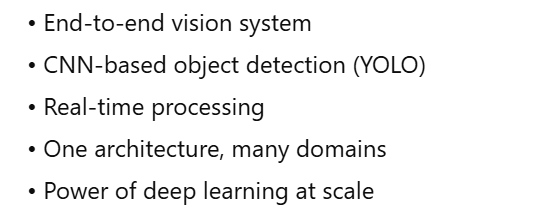 • End-to-end vision system
• CNN-based object detection (YOLO)
• Real-time processing
• One architecture, many domains
• Power of deep learning at scale